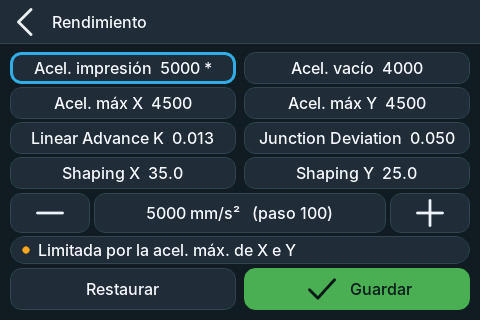 Rendimiento
Acel. impresión 5000 *
Acel. vacío 4000
Acel. máx X 4500
Acel. máx Y 4500
Linear Advance K 0.013
Junction Deviation 0.050
Shaping X 35.0
Shaping Y 25.0
5000 mm/s² (paso 100)
Limitada por la acel. máx. de X e Y
Restaurar
Guardar